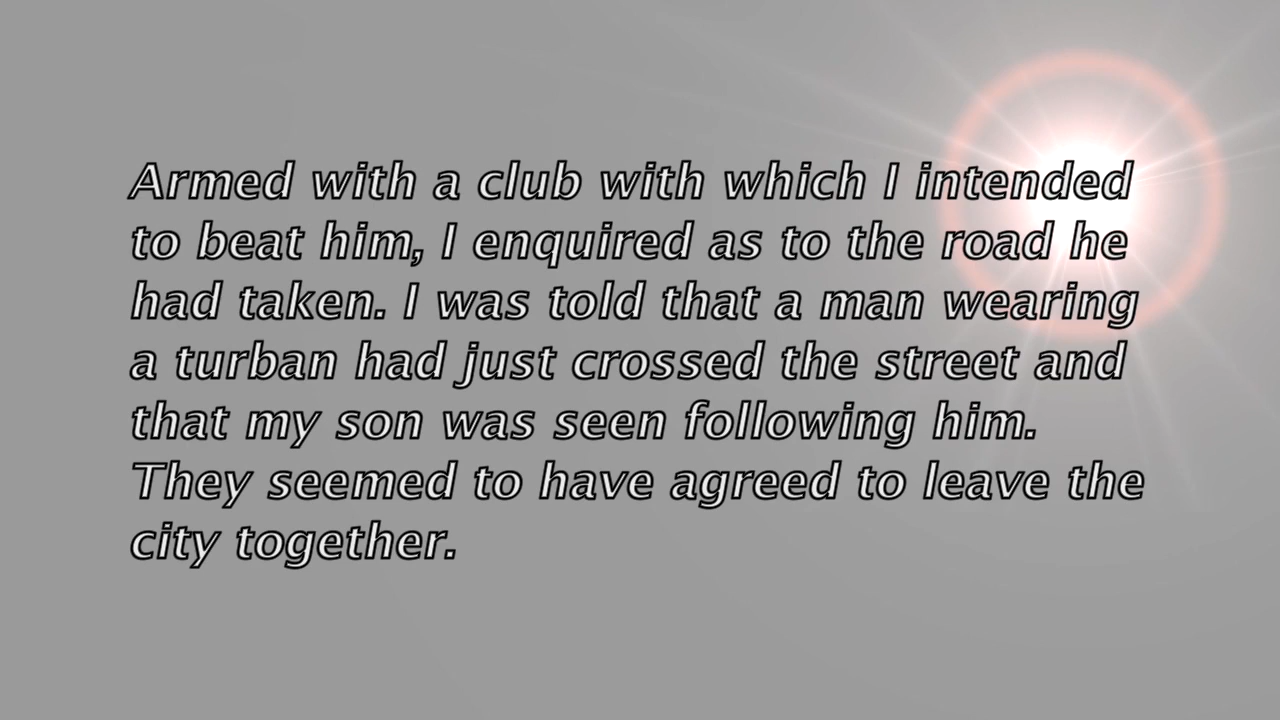 Armed with a club with which I intended
to beat him, I enquired as to the road he
had taken. I was told that a man wearing
a turban had just crossed the street and
that my son was seen following him.
They seemed to have agreed to leave the
city together.